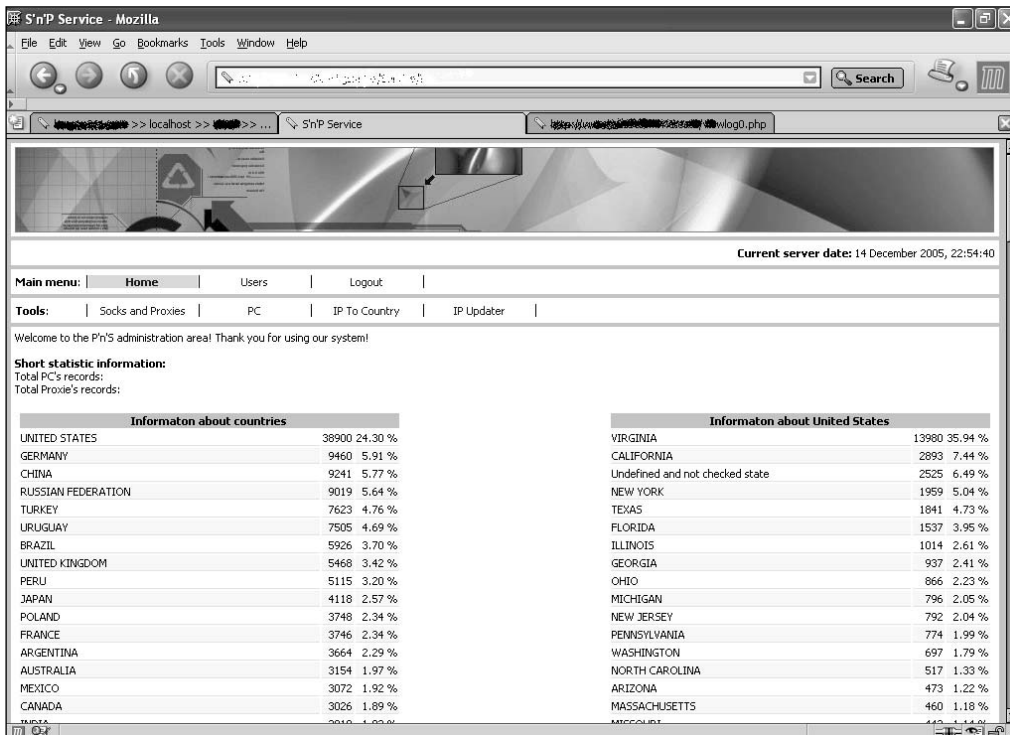 S'n'P Service - Mozilla
File Edit View Go Bookmarks Tools Window Help
Search
>> localhost >> >> ...
S'n'P Service
wlog0.php
Current server date: 14 December 2005, 22:54:40
Main menu: Home Users Logout
Tools: Socks and Proxies PC IP To Country IP Updater
Welcome to the P'n'S administration area! Thank you for using our system!
Short statistic information:
Total PC's records:
Total Proxie's records:
Informaton about countries
UNITED STATES 38900 24.30 %
GERMANY 9460 5.91 %
CHINA 9241 5.77 %
RUSSIAN FEDERATION 9019 5.64 %
TURKEY 7623 4.76 %
URUGUAY 7505 4.69 %
BRAZIL 5926 3.70 %
UNITED KINGDOM 5468 3.42 %
PERU 5115 3.20 %
JAPAN 4118 2.57 %
POLAND 3748 2.34 %
FRANCE 3746 2.34 %
ARGENTINA 3664 2.29 %
AUSTRALIA 3154 1.97 %
MEXICO 3072 1.92 %
CANADA 3026 1.89 %
Informaton about United States
VIRGINIA 13980 35.94 %
CALIFORNIA 2893 7.44 %
Undefined and not checked state 2525 6.49 %
NEW YORK 1959 5.04 %
TEXAS 1841 4.73 %
FLORIDA 1537 3.95 %
ILLINOIS 1014 2.61 %
GEORGIA 937 2.41 %
OHIO 866 2.23 %
MICHIGAN 796 2.05 %
NEW JERSEY 792 2.04 %
PENNSYLVANIA 774 1.99 %
WASHINGTON 697 1.79 %
NORTH CAROLINA 517 1.33 %
ARIZONA 473 1.22 %
MASSACHUSETTS 460 1.18 %